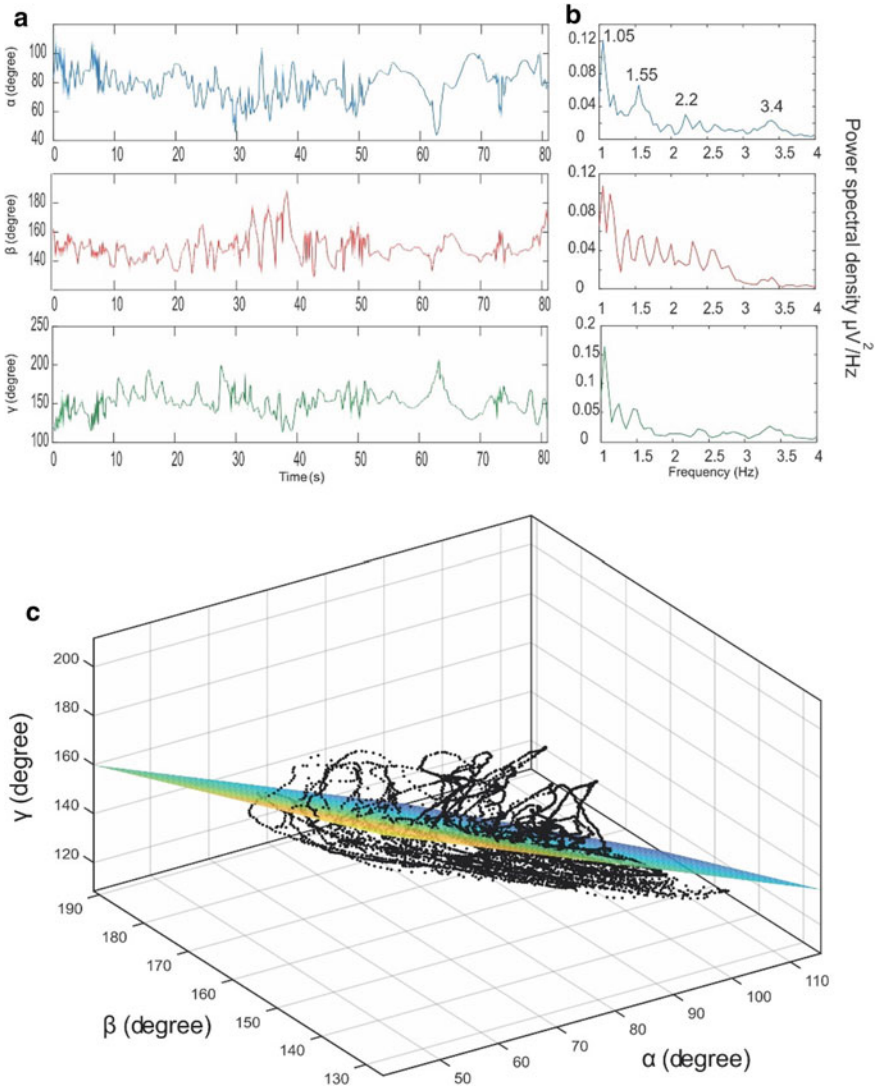 a
α (degree)
100
80
60
40
0 10 20 30 40 50 60 70 80
β (degree)
180
160
140
0 10 20 30 40 50 60 70 80
γ (degree)
250
200
150
100
0 10 20 30 40 50 60 70 80
Time (s)
b
0.12
0.08
0.04
0
1.05
1.55
2.2
3.4
1 1.5 2 2.5 3 3.5 4
0.12
0.08
0.04
0
1 1.5 2 2.5 3 3.5 4
0.2
0.15
0.1
0.05
0
1 1.5 2 2.5 3 3.5 4
Frequency (Hz)
Power spectral density μV²/Hz
c
γ (degree)
200
180
160
140
120
190
180
170
160
150
140
130
β (degree)
50
60
70
80
90
100
110
α (degree)